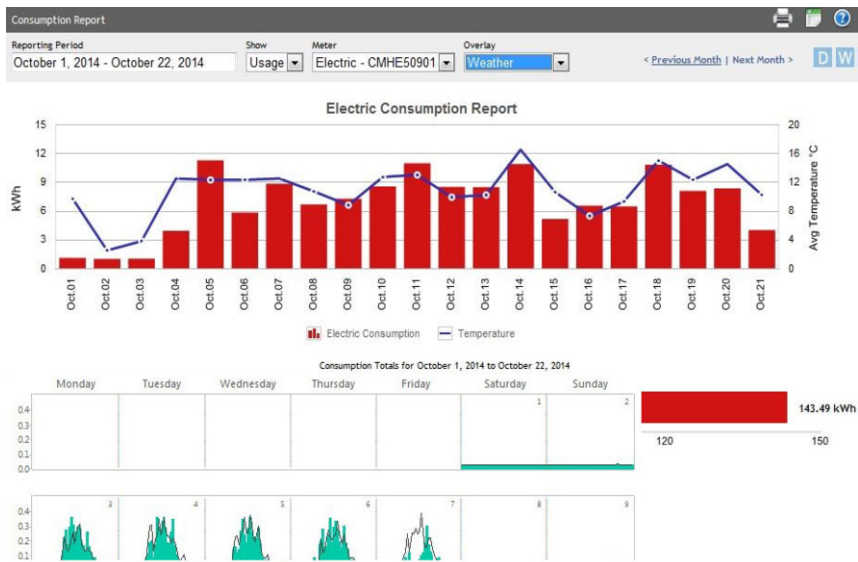 Consumption Report
Reporting Period Show Meter Overlay
October 1, 2014 - October 22, 2014 Usage Electric - CMHE50901 Weather < Previous Month | Next Month > D W
Electric Consumption Report
15 20
12 16
9 12
6 8
3 4
0 0
kWh
Avg Temperature °C
Oct.01 Oct.02 Oct.03 Oct.04 Oct.05 Oct.06 Oct.07 Oct.08 Oct.09 Oct.10 Oct.11 Oct.12 Oct.13 Oct.14 Oct.15 Oct.16 Oct.17 Oct.18 Oct.19 Oct.20 Oct.21
Electric Consumption Temperature
Consumption Totals for October 1, 2014 to October 22, 2014
Monday Tuesday Wednesday Thursday Friday Saturday Sunday
1 2
0.4
0.3
0.2
0.1
0.0
143.49 kWh
120 150
3 4 5 6 7 8 9
0.4
0.3
0.2
0.1